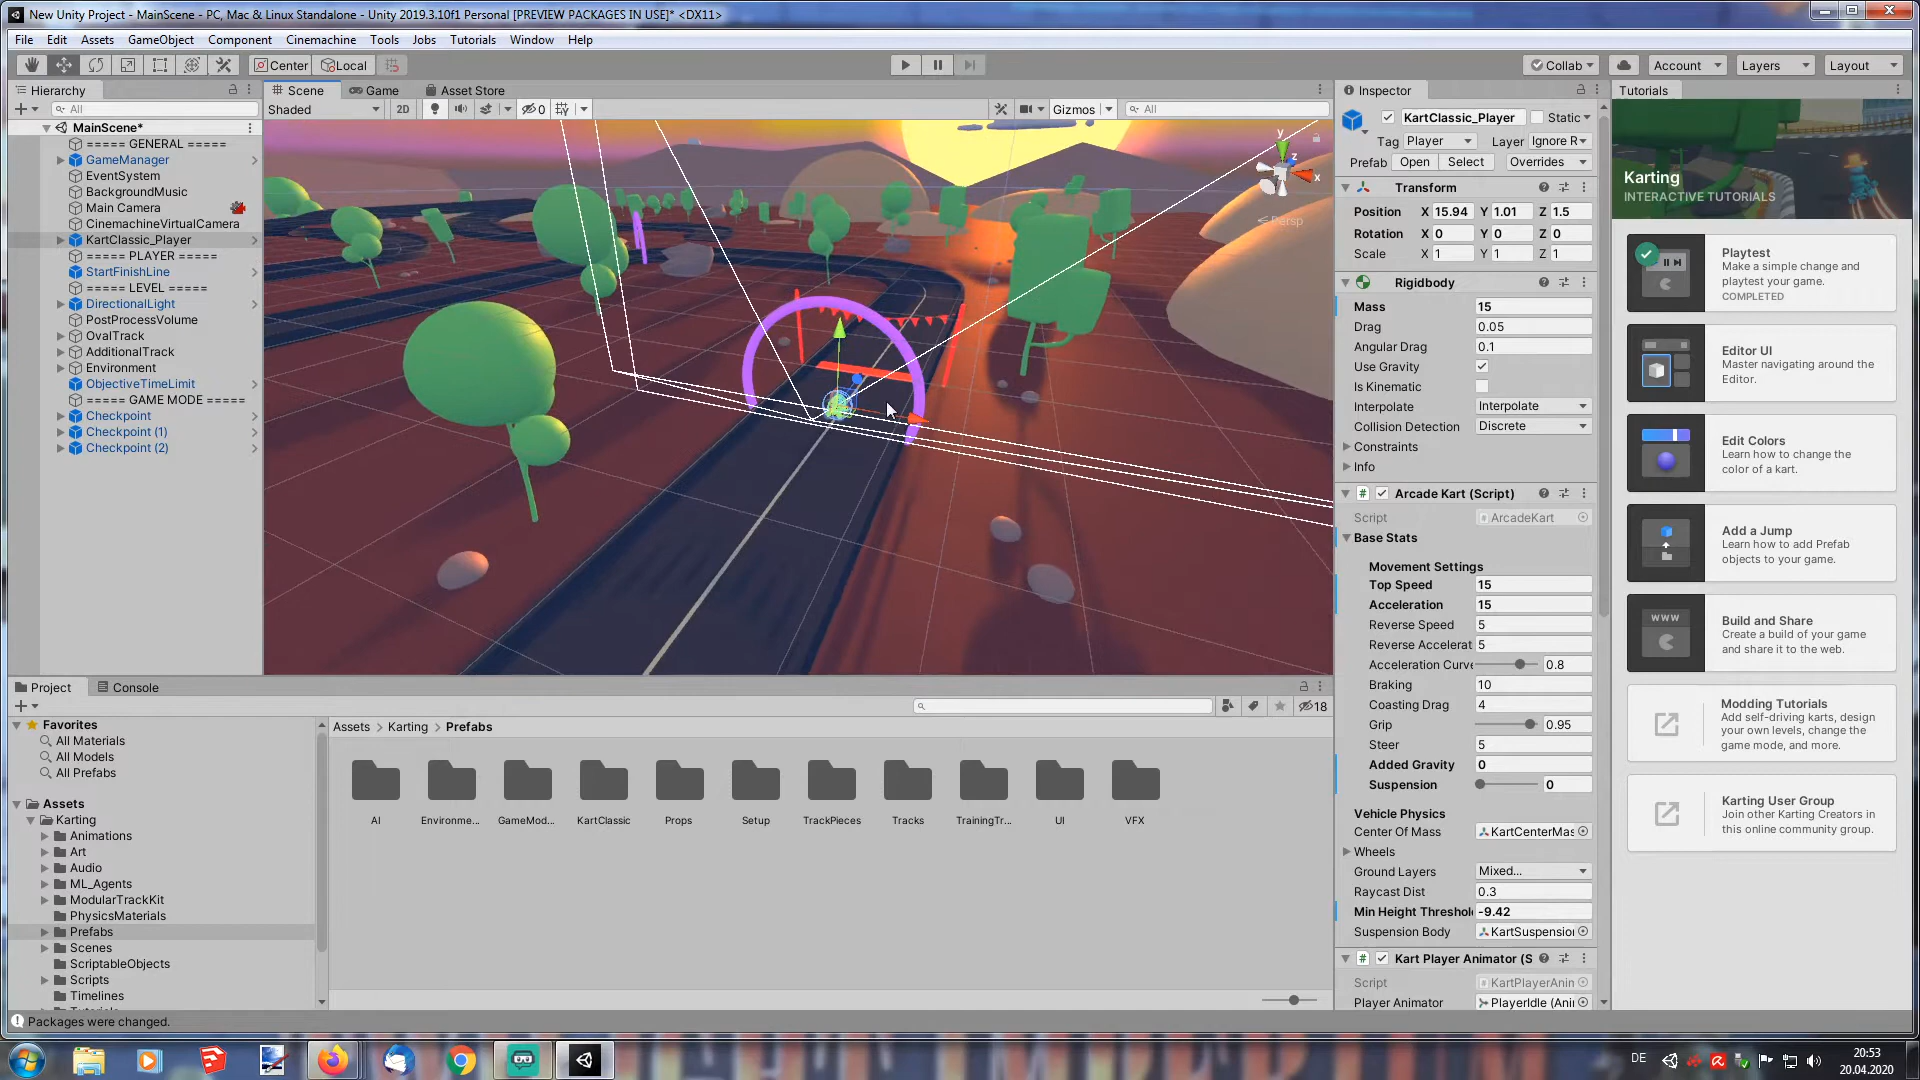 New Unity Project - MainScene - PC, Mac & Linux Standalone - Unity 2019.3.10f1 Personal [PREVIEW PACKAGES IN USE]* <DX11>
File Edit Assets GameObject Component Cinemachine Tools Jobs Tutorials Window Help
Center Local Collab Account Layers Layout
Hierarchy
All
MainScene*
===== GENERAL =====
GameManager
EventSystem
BackgroundMusic
Main Camera
CinemachineVirtualCamera
KartClassic_Player
===== PLAYER =====
StartFinishLine
===== LEVEL =====
DirectionalLight
PostProcessVolume
OvalTrack
AdditionalTrack
Environment
ObjectiveTimeLimit
===== GAME MODE =====
Checkpoint
Checkpoint (1)
Checkpoint (2)
Scene Game Asset Store
Shaded 2D 0 Gizmos All
y
z
x
Persp
Inspector
KartClassic_Player Static
Tag Player Layer Ignore R
Prefab Open Select Overrides
Transform
Position X 15.94 Y 1.01 Z 1.5
Rotation X 0 Y 0 Z 0
Scale X 1 Y 1 Z 1
Rigidbody
Mass 15
Drag 0.05
Angular Drag 0.1
Use Gravity
Is Kinematic
Interpolate Interpolate
Collision Detection Discrete
Constraints
Info
Arcade Kart (Script)
Script ArcadeKart
Base Stats
Movement Settings
Top Speed 15
Acceleration 15
Reverse Speed 5
Reverse Accelerat 5
Acceleration Curve 0.8
Braking 10
Coasting Drag 4
Grip 0.95
Steer 5
Added Gravity 0
Suspension 0
Vehicle Physics
Center Of Mass KartCenterMas
Wheels
Ground Layers Mixed...
Raycast Dist 0.3
Min Height Threshol -9.42
Suspension Body KartSuspension
Kart Player Animator (S
Script KartPlayerAnin
Player Animator PlayerIdle (Ani
Tutorials
Karting
INTERACTIVE TUTORIALS
Playtest
Make a simple change and
playtest your game.
COMPLETED
Editor UI
Master navigating around the
Editor.
Edit Colors
Learn how to change the
color of a kart.
Add a Jump
Learn how to add Prefab
objects to your game.
WWW
Build and Share
Create a build of your game
and share it to the web.
Modding Tutorials
Add self-driving karts, design
your own levels, change the
game mode, and more.
Karting User Group
Join other Karting Creators in
this online community group.
Project Console
18
Favorites
All Materials
All Models
All Prefabs
Assets
Karting
Animations
Art
Audio
ML_Agents
ModularTrackKit
PhysicsMaterials
Prefabs
Scenes
ScriptableObjects
Scripts
Timelines
Assets > Karting > Prefabs
AI Environme... GameMod... KartClassic Props Setup TrackPieces Tracks TrainingTr... UI VFX
Packages were changed.
DE
20:53
20.04.2020